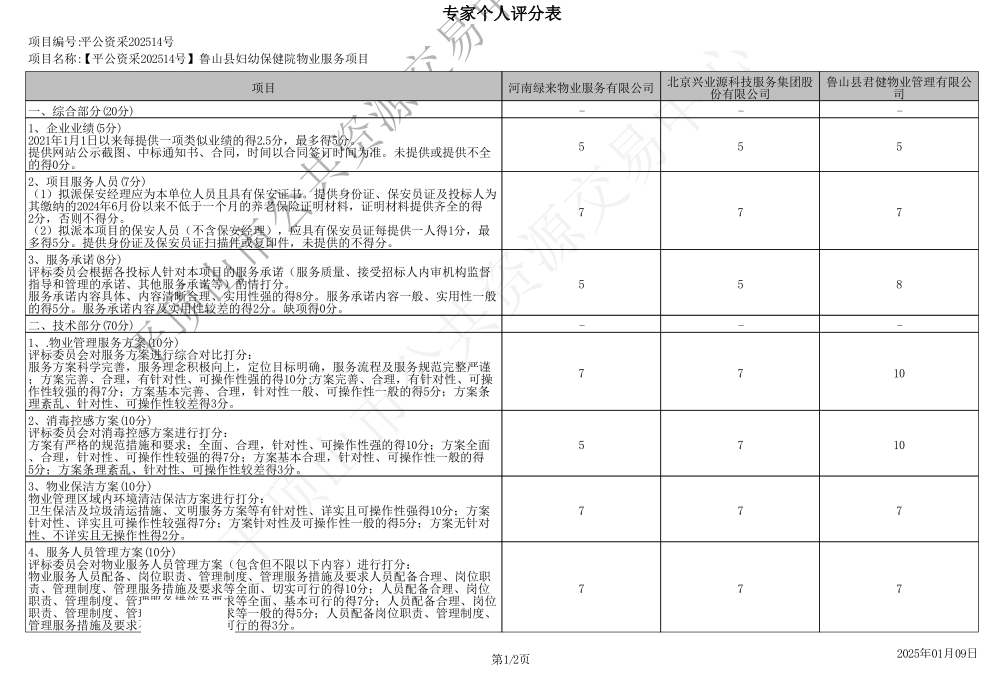 专家个人评分表
项目编号:平公资采202514号
项目名称:【平公资采202514号】鲁山县妇幼保健院物业服务项目
项目 河南绿来物业服务有限公司 北京兴业源科技服务集团股份有限公司 鲁山县君健物业管理有限公司
一、综合部分(20分) － － －
1、企业业绩(5分)
2021年1月1日以来每提供一项类似业绩的得2.5分，最多得5分。
提供网站公示截图、中标通知书、合同，时间以合同签订时间为准。未提供或提供不全
的得0分。
5 5 5
2、项目服务人员(7分)
（1）拟派保安经理应为本单位人员且具有保安证书。提供身份证、保安员证及投标人为
其缴纳的2024年6月份以来不低于一个月的养老保险证明材料，证明材料提供齐全的得
2分，否则不得分。
（2）拟派本项目的保安人员（不含保安经理），应具有保安员证每提供一人得1分，最
多得5分。提供身份证及保安员证扫描件或复印件，未提供的不得分。
7 7 7
3、服务承诺(8分)
评标委员会根据各投标人针对本项目的服务承诺（服务质量、接受招标人内审机构监督
指导和管理的承诺、其他服务承诺等）酌情打分。
服务承诺内容具体、内容清晰合理、实用性强的得8分。服务承诺内容一般、实用性一般
的得5分。服务承诺内容及实用性较差的得2分。缺项得0分。
5 5 8
二、技术部分(70分) － － －
1、.物业管理服务方案(10分)
评标委员会对服务方案进行综合对比打分：
服务方案科学完善，服务理念积极向上，定位目标明确，服务流程及服务规范完整严谨
；方案完善、合理，有针对性、可操作性强的得10分;方案完善、合理，有针对性、可操
作性较强的得7分；方案基本完善、合理，针对性一般、可操作性一般的得5分；方案条
理紊乱、针对性、可操作性较差得3分。
7 7 10
2、消毒控感方案(10分)
评标委员会对消毒控感方案进行打分：
方案有严格的规范措施和要求；全面、合理，针对性、可操作性强的得10分；方案全面
、合理，针对性、可操作性较强的得7分；方案基本合理，针对性、可操作性一般的得
5分；方案条理紊乱、针对性、可操作性较差得3分。
5 7 10
3、物业保洁方案(10分)
物业管理区域内环境清洁保洁方案进行打分：
卫生保洁及垃圾清运措施、文明服务方案等有针对性、详实且可操作性强得10分；方案
针对性、详实且可操作性较强得7分；方案针对性及可操作性一般的得5分；方案无针对
性、不详实且无操作性得2分。
7 7 7
4、服务人员管理方案(10分)
评标委员会对物业服务人员管理方案（包含但不限以下内容）进行打分：
物业服务人员配备、岗位职责、管理制度、管理服务措施及要求人员配备合理、岗位职
责、管理制度、管理服务措施及要求等全面、切实可行的得10分；人员配备合理、岗位
职责、管理制度、管理服务措施及要求等全面、基本可行的得7分；人员配备合理、岗位
职责、管理制度、管 求等一般的得5分；人员配备岗位职责、管理制度、
管理服务措施及要求 可行的得3分。
7 7 7
第1/2页
2025年01月09日
平顶山市公共资源交易中
平顶山市公共资源交易中心